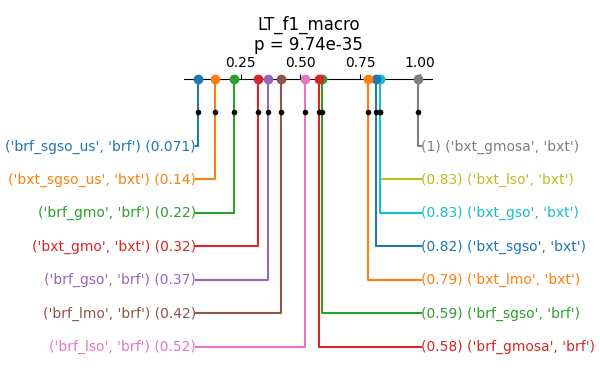 LT_f1_macro
p = 9.74e-35
0.25 0.50 0.75 1.00
('brf_sgso_us', 'brf') (0.071)
(1) ('bxt_gmosa', 'bxt')
('bxt_sgso_us', 'bxt') (0.14)
(0.83) ('bxt_lso', 'bxt')
('brf_gmo', 'brf') (0.22)
(0.83) ('bxt_gso', 'bxt')
('bxt_gmo', 'bxt') (0.32)
(0.82) ('bxt_sgso', 'bxt')
('brf_gso', 'brf') (0.37)
(0.79) ('bxt_lmo', 'bxt')
('brf_lmo', 'brf') (0.42)
(0.59) ('brf_sgso', 'brf')
('brf_lso', 'brf') (0.52)
(0.58) ('brf_gmosa', 'brf')